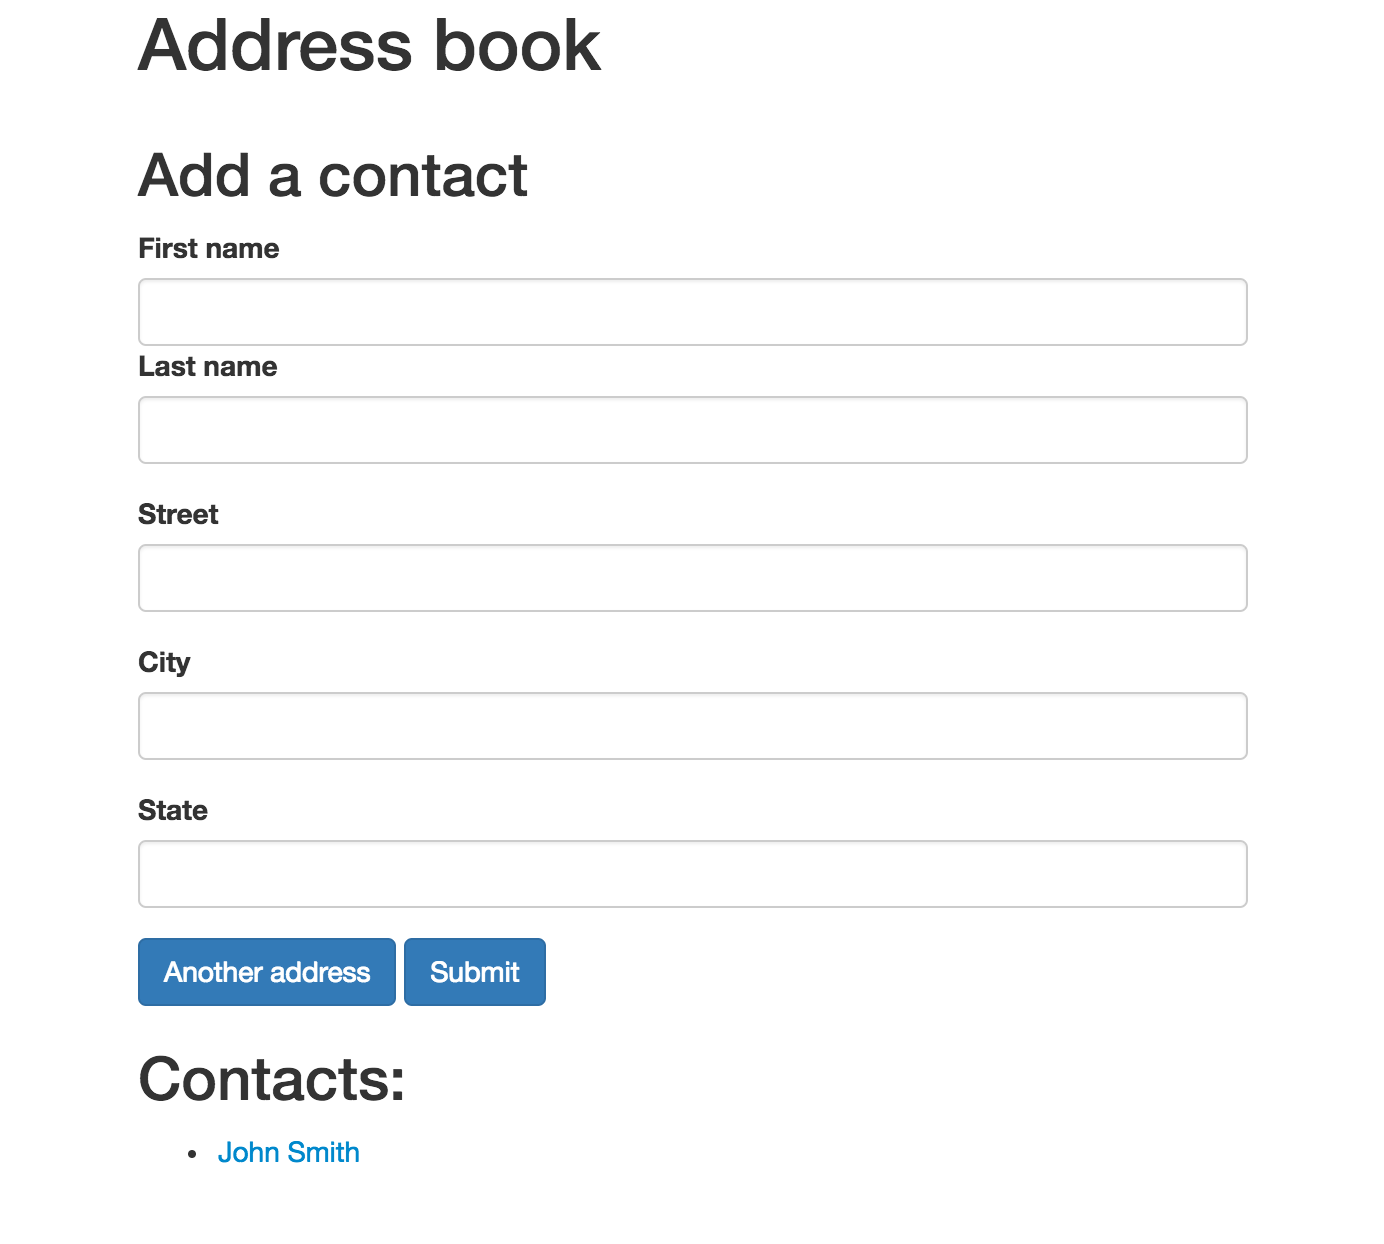 Address book
Add a contact
First name
Last name
Street
City
State
Another address Submit
Contacts:
• John Smith